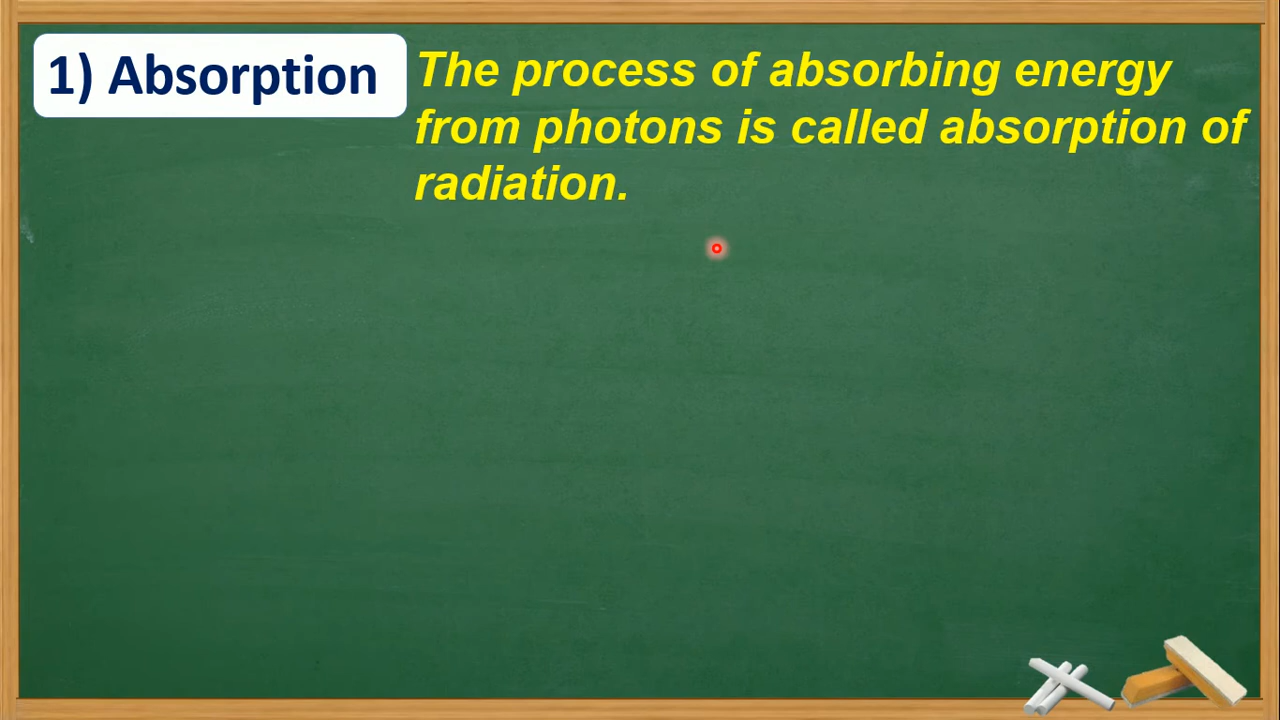 1) Absorption
The process of absorbing energy
from photons is called absorption of
radiation.